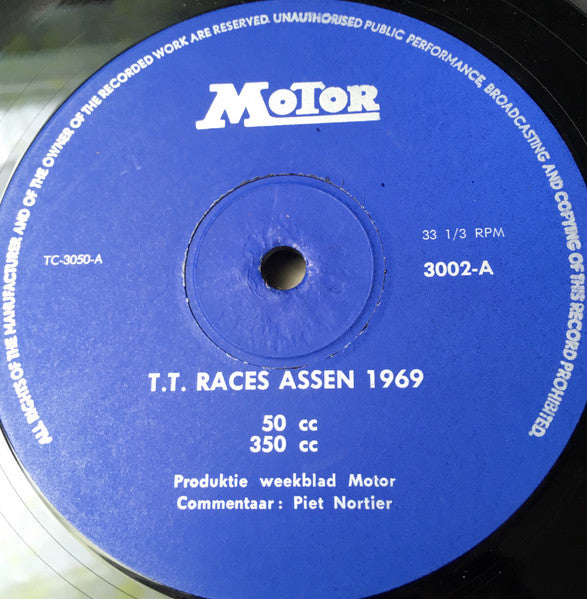 ALL RIGHTS OF THE MANUFACTURER AND OF THE OWNER OF THE RECORDED WORK ARE RESERVED. UNAUTHORISED PUBLIC PERFORMANCE, BROADCASTING AND COPYING OF THIS RECORD PROHIBITED.
MOTOR
TC-3050-A
33 1/3 RPM
3002-A
T.T. RACES ASSEN 1969
50 cc
350 cc
Produktie weekblad Motor
Commentaar: Piet Nortier